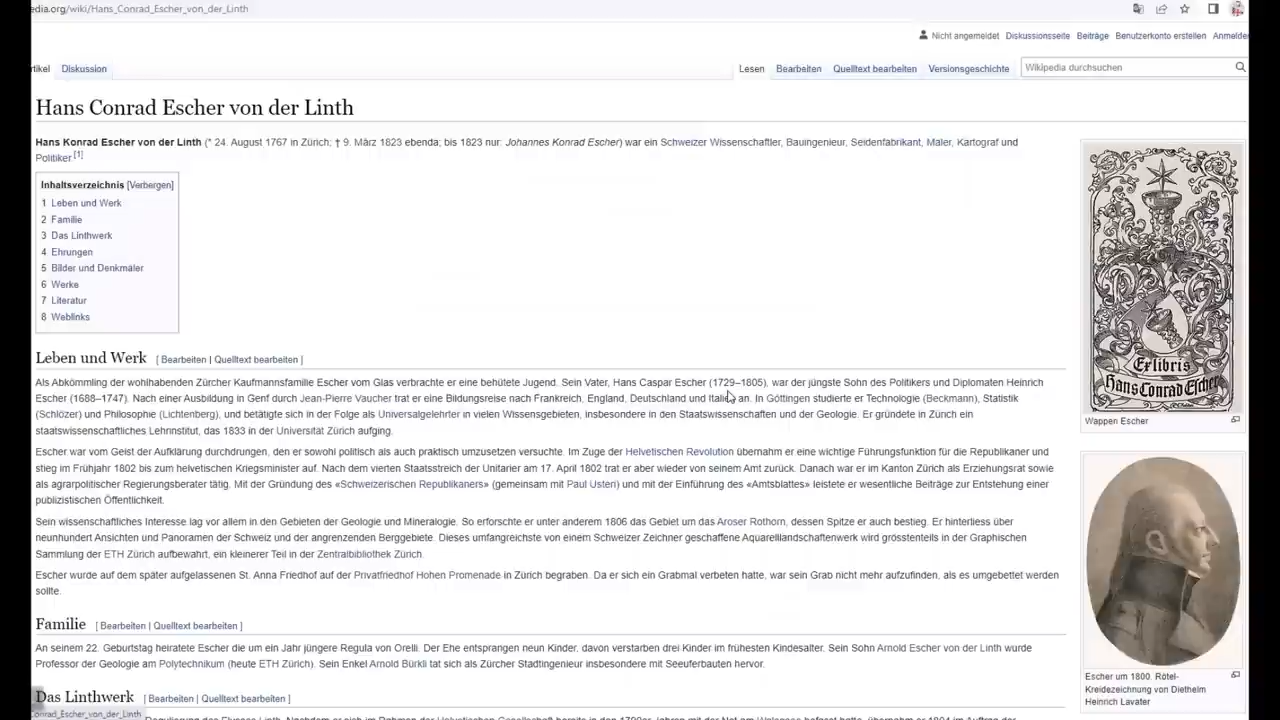 edia.org/wiki/Hans_Conrad_Escher_von_der_Linth
Nicht angemeldet Diskussionsseite Beiträge Benutzerkonto erstellen Anmelden
rtikel Diskussion Lesen Bearbeiten Quelltext bearbeiten Versionsgeschichte Wikipedia durchsuchen
Hans Conrad Escher von der Linth
Hans Konrad Escher von der Linth (* 24. August 1767 in Zürich; † 9. März 1823 ebenda; bis 1823 nur: Johannes Konrad Escher) war ein Schweizer Wissenschaftler, Bauingenieur, Seidenfabrikant, Maler, Kartograf und
Politiker.[1]
Inhaltsverzeichnis [Verbergen]
1 Leben und Werk
2 Familie
3 Das Linthwerk
4 Ehrungen
5 Bilder und Denkmäler
6 Werke
7 Literatur
8 Weblinks
Exlibris
Hans Conrad Escher
Wappen Escher
Leben und Werk [ Bearbeiten | Quelltext bearbeiten ]
Als Abkömmling der wohlhabenden Zürcher Kaufmannsfamilie Escher vom Glas verbrachte er eine behütete Jugend. Sein Vater, Hans Caspar Escher (1729–1805), war der jüngste Sohn des Politikers und Diplomaten Heinrich
Escher (1688–1747). Nach einer Ausbildung in Genf durch Jean-Pierre Vaucher trat er eine Bildungsreise nach Frankreich, England, Deutschland und Italien an. In Göttingen studierte er Technologie (Beckmann), Statistik
(Schlözer) und Philosophie (Lichtenberg), und betätigte sich in der Folge als Universalgelehrter in vielen Wissensgebieten, insbesondere in den Staatswissenschaften und der Geologie. Er gründete in Zürich ein
staatswissenschaftliches Lehrinstitut, das 1833 in der Universität Zürich aufging.
Escher war vom Geist der Aufklärung durchdrungen, den er sowohl politisch als auch praktisch umzusetzen versuchte. Im Zuge der Helvetischen Revolution übernahm er eine wichtige Führungsfunktion für die Republikaner und
stieg im Frühjahr 1802 bis zum helvetischen Kriegsminister auf. Nach dem vierten Staatsstreich der Unitarier am 17. April 1802 trat er aber wieder von seinem Amt zurück. Danach war er im Kanton Zürich als Erziehungsrat sowie
als agrarpolitischer Regierungsberater tätig. Mit der Gründung des «Schweizerischen Republikaners» (gemeinsam mit Paul Usteri) und mit der Einführung des «Amtsblattes» leistete er wesentliche Beiträge zur Entstehung einer
publizistischen Öffentlichkeit.
Sein wissenschaftliches Interesse lag vor allem in den Gebieten der Geologie und Mineralogie. So erforschte er unter anderem 1806 das Gebiet um das Aroser Rothorn, dessen Spitze er auch bestieg. Er hinterliess über
neunhundert Ansichten und Panoramen der Schweiz und der angrenzenden Berggebiete. Dieses umfangreichste von einem Schweizer Zeichner geschaffene Aquarelllandschaftenwerk wird grösstenteils in der Graphischen
Sammlung der ETH Zürich aufbewahrt, ein kleinerer Teil in der Zentralbibliothek Zürich.
Escher wurde auf dem später aufgelassenen St. Anna Friedhof auf der Privatfriedhof Hohen Promenade in Zürich begraben. Da er sich ein Grabmal verbeten hatte, war sein Grab nicht mehr aufzufinden, als es umgebettet werden
sollte.
Familie [ Bearbeiten | Quelltext bearbeiten ]
An seinem 22. Geburtstag heiratete Escher die um ein Jahr jüngere Regula von Orelli. Der Ehe entsprangen neun Kinder, davon verstarben drei Kinder im frühesten Kindesalter. Sein Sohn Arnold Escher von der Linth wurde
Professor der Geologie am Polytechnikum (heute ETH Zürich). Sein Enkel Arnold Bürkli tat sich als Zürcher Stadtingenieur insbesondere mit Seeuferbauten hervor.
Escher um 1800. Rötel-
Kreidezeichnung von Diethelm
Heinrich Lavater
Das Linthwerk [ Bearbeiten | Quelltext bearbeiten ]
Conrad_Escher_von_der_Linth